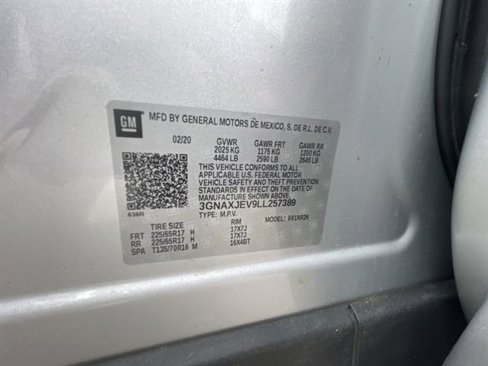 GM
MFD BY GENERAL MOTORS DE MEXICO, S. DE R.L. DE C.V.
02/20 GVWR GAWR FRT GAWR RR
2025 KG 1175 KG 1200 KG
4464 LB 2590 LB 2645 LB
THIS VEHICLE CONFORMS TO ALL
APPLICABLE U.S. FEDERAL MOTOR
VEHICLE SAFETY AND THEFT PREVENTION
STANDARDS IN EFFECT ON THE DATE OF
MANUFACTURE SHOWN ABOVE.
3GNAXJEV9LL257389
TYPE: M.P.V. MODEL: 991XR26
TIRE SIZE RIM
FRT 225/65R17 H 17X7J
RR 225/65R17 H 17X7J
SPA T135/70R16 M 16X4BT